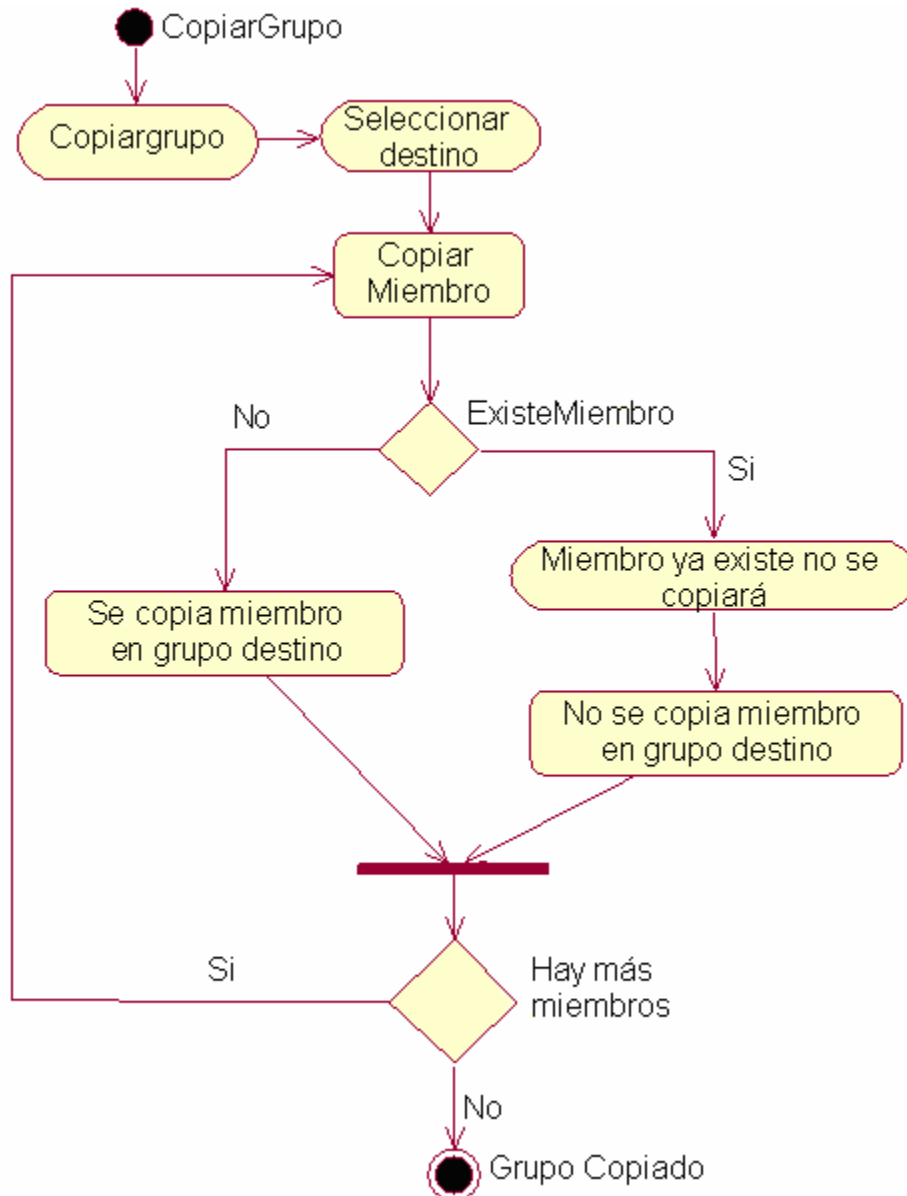 CopiarGrupo
Copiargrupo
Seleccionar
destino
Copiar
Miembro
No
ExisteMiembro
Si
Miembro ya existe no se
copiará
Se copia miembro
en grupo destino
No se copia miembro
en grupo destino
Si
Hay más
miembros
No
Grupo Copiado